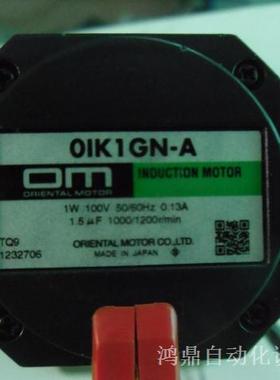 0IK1GN-A
om
ORIENTAL MOTOR
INDUCTION MOTOR
1W 100V 50/60Hz 0.13A
1.5μF 1000/1200r/min
TQ9
1232706
ORIENTAL MOTOR CO.,LTD.
MADE IN JAPAN
鸿鼎自动化设